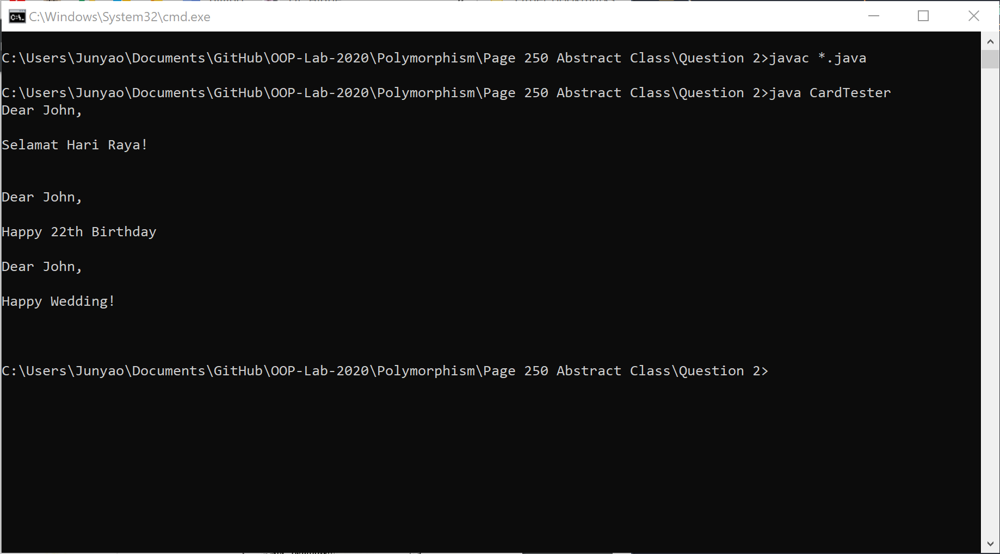 C:\Windows\System32\cmd.exe
C:\Users\Junyao\Documents\GitHub\OOP-Lab-2020\Polymorphism\Page 250 Abstract Class\Question 2>javac *.java
C:\Users\Junyao\Documents\GitHub\OOP-Lab-2020\Polymorphism\Page 250 Abstract Class\Question 2>java CardTester
Dear John,
Selamat Hari Raya!
Dear John,
Happy 22th Birthday
Dear John,
Happy Wedding!
C:\Users\Junyao\Documents\GitHub\OOP-Lab-2020\Polymorphism\Page 250 Abstract Class\Question 2>